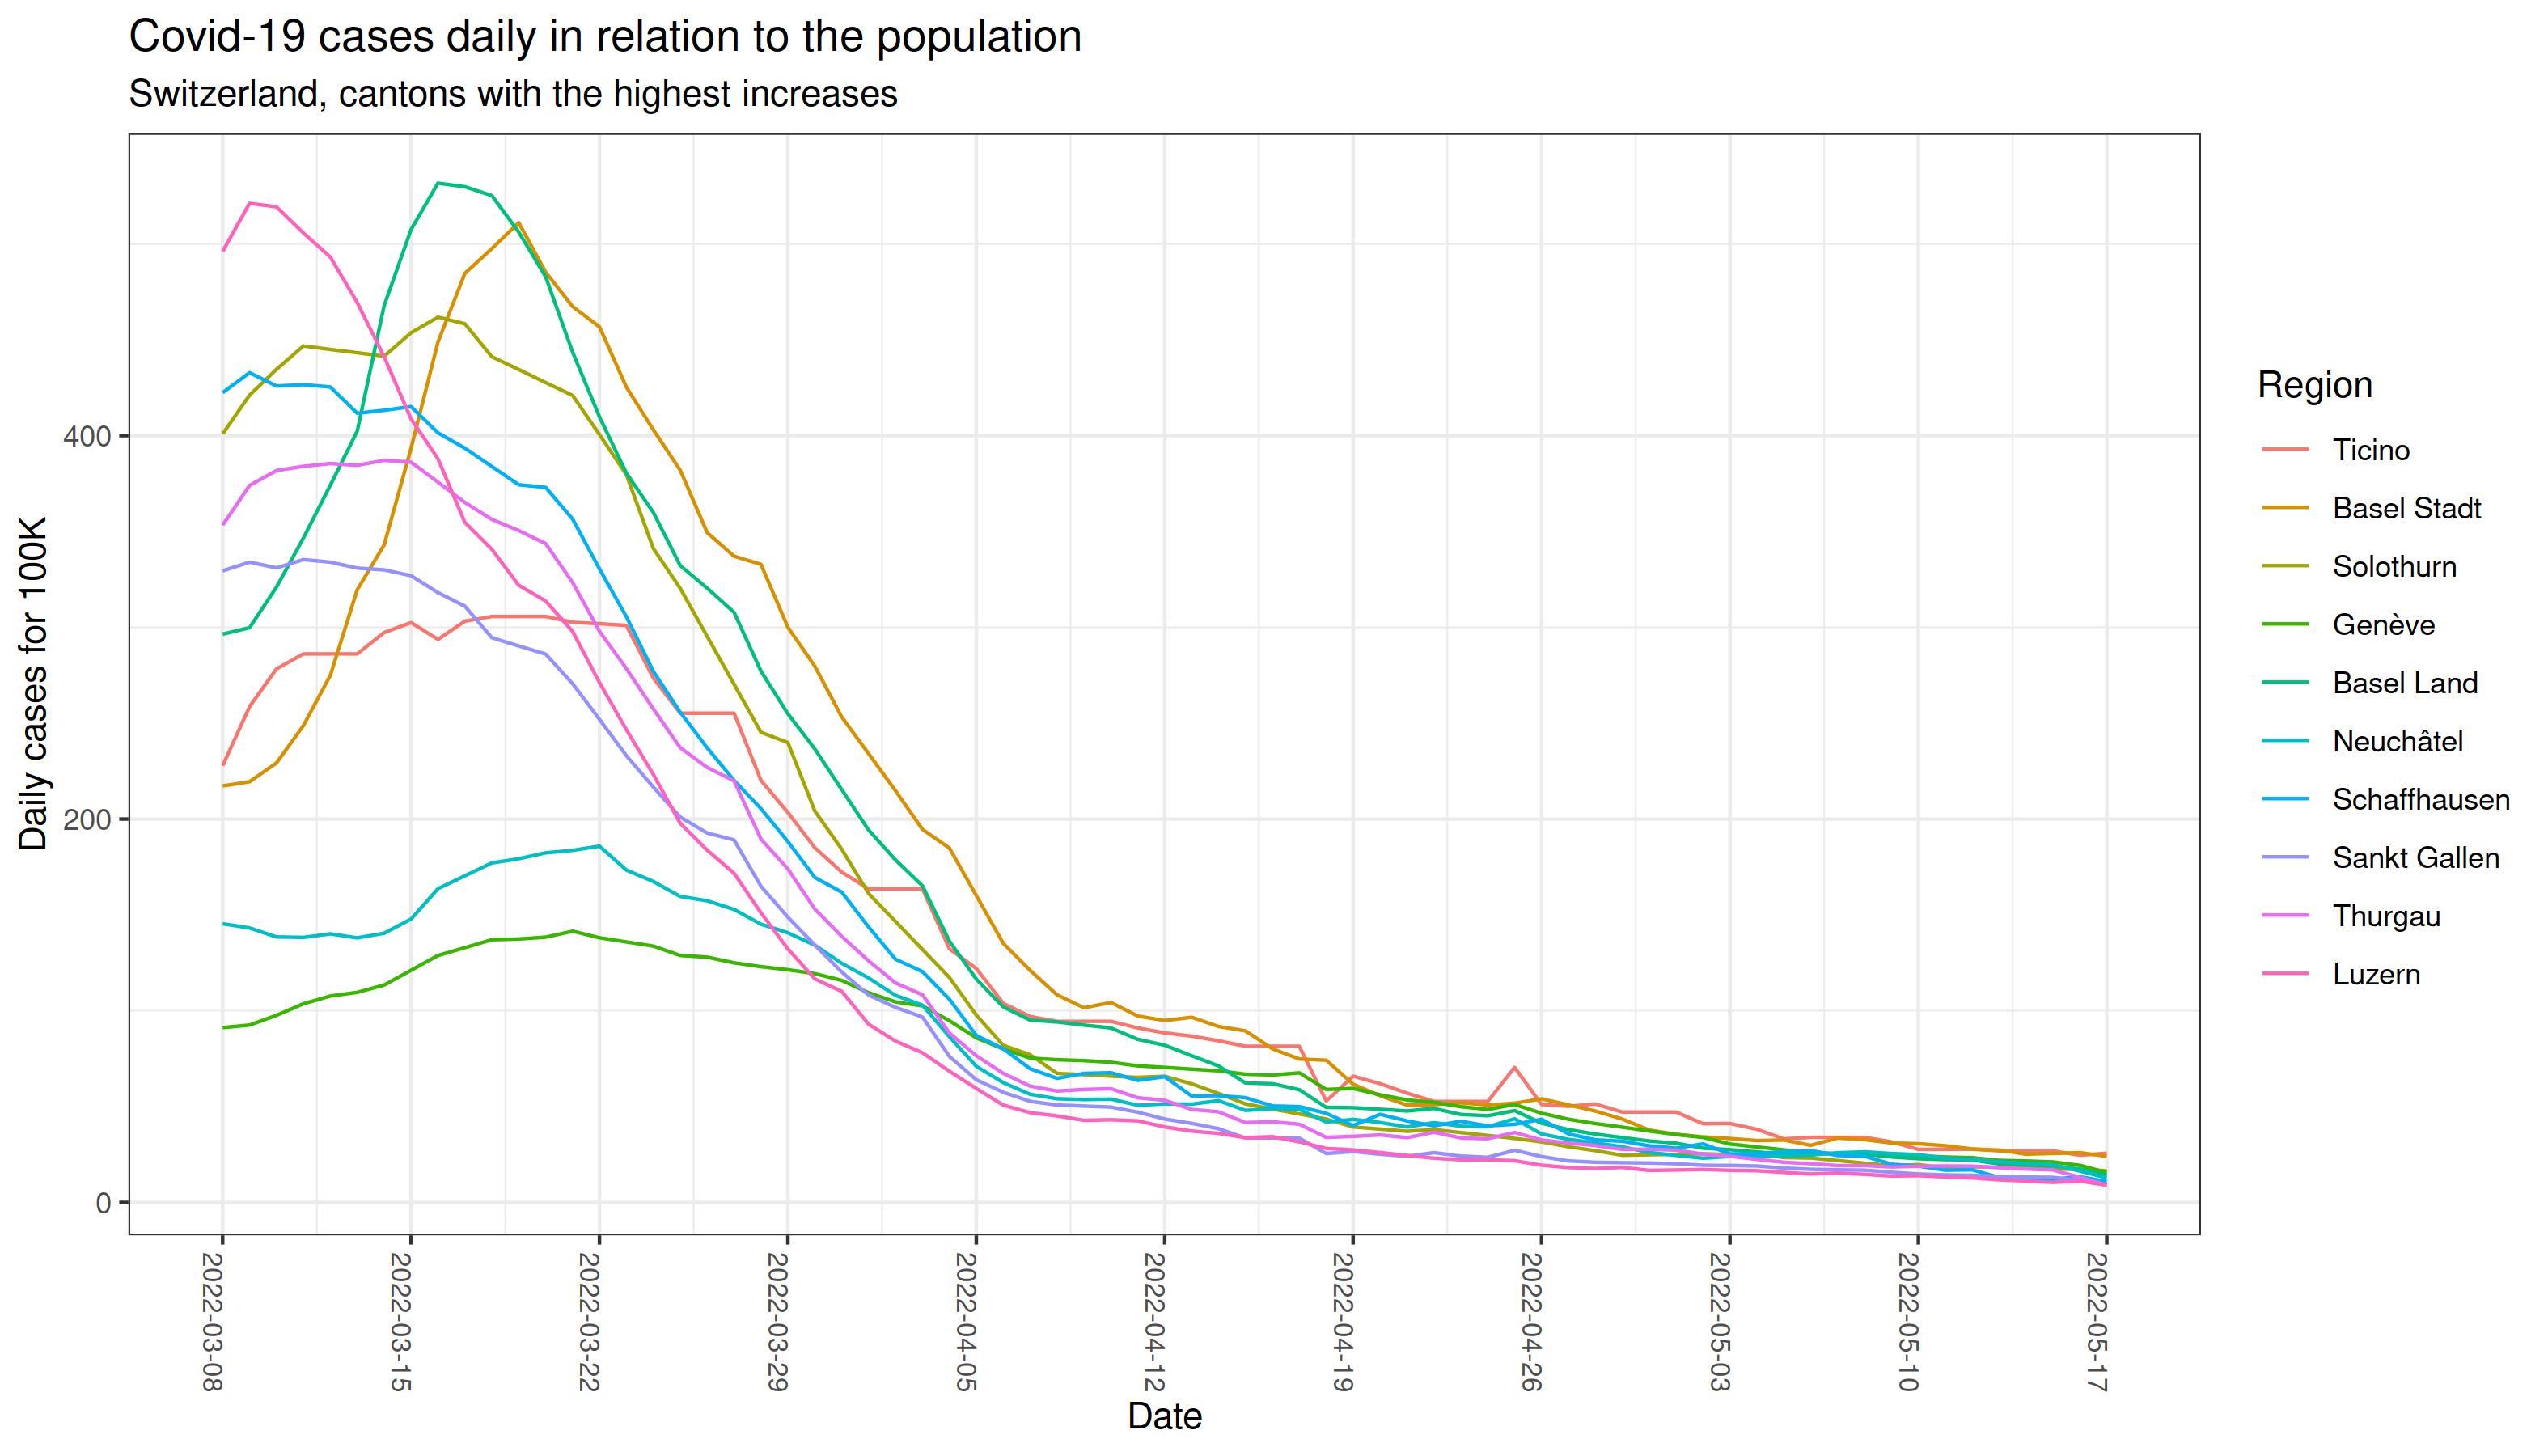 Covid-19 cases daily in relation to the population
Switzerland, cantons with the highest increases
Daily cases for 100K
400
200
0
2022-03-08
2022-03-15
2022-03-22
2022-03-29
2022-04-05
2022-04-12
2022-04-19
2022-04-26
2022-05-03
2022-05-10
2022-05-17
Date
Region
Ticino
Basel Stadt
Solothurn
Genève
Basel Land
Neuchâtel
Schaffhausen
Sankt Gallen
Thurgau
Luzern